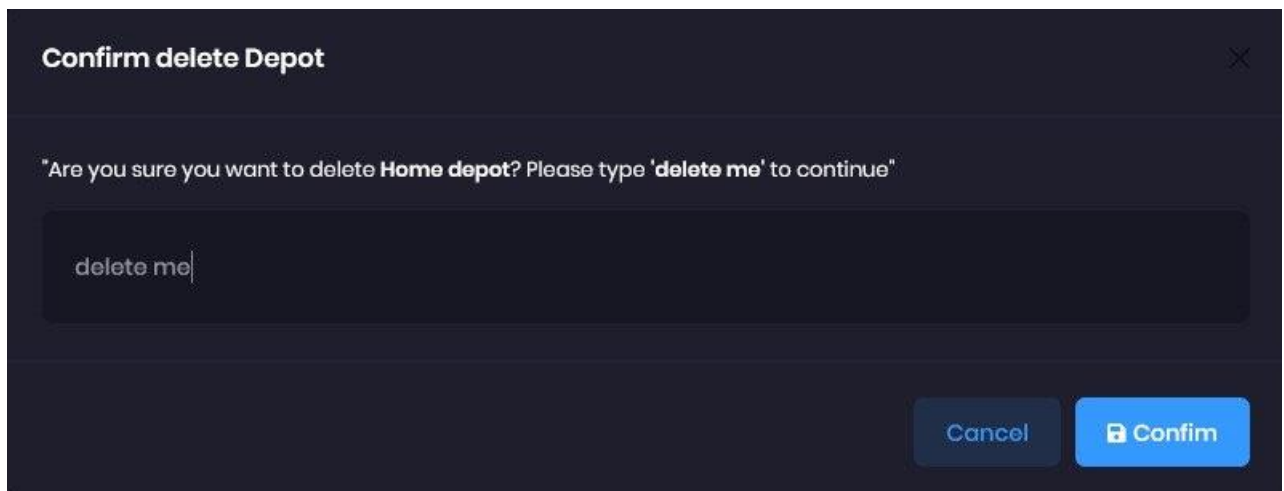 Confirm delete Depot
"Are you sure you want to delete Home depot? Please type 'delete me' to continue"
delete me
Cancel
Confim